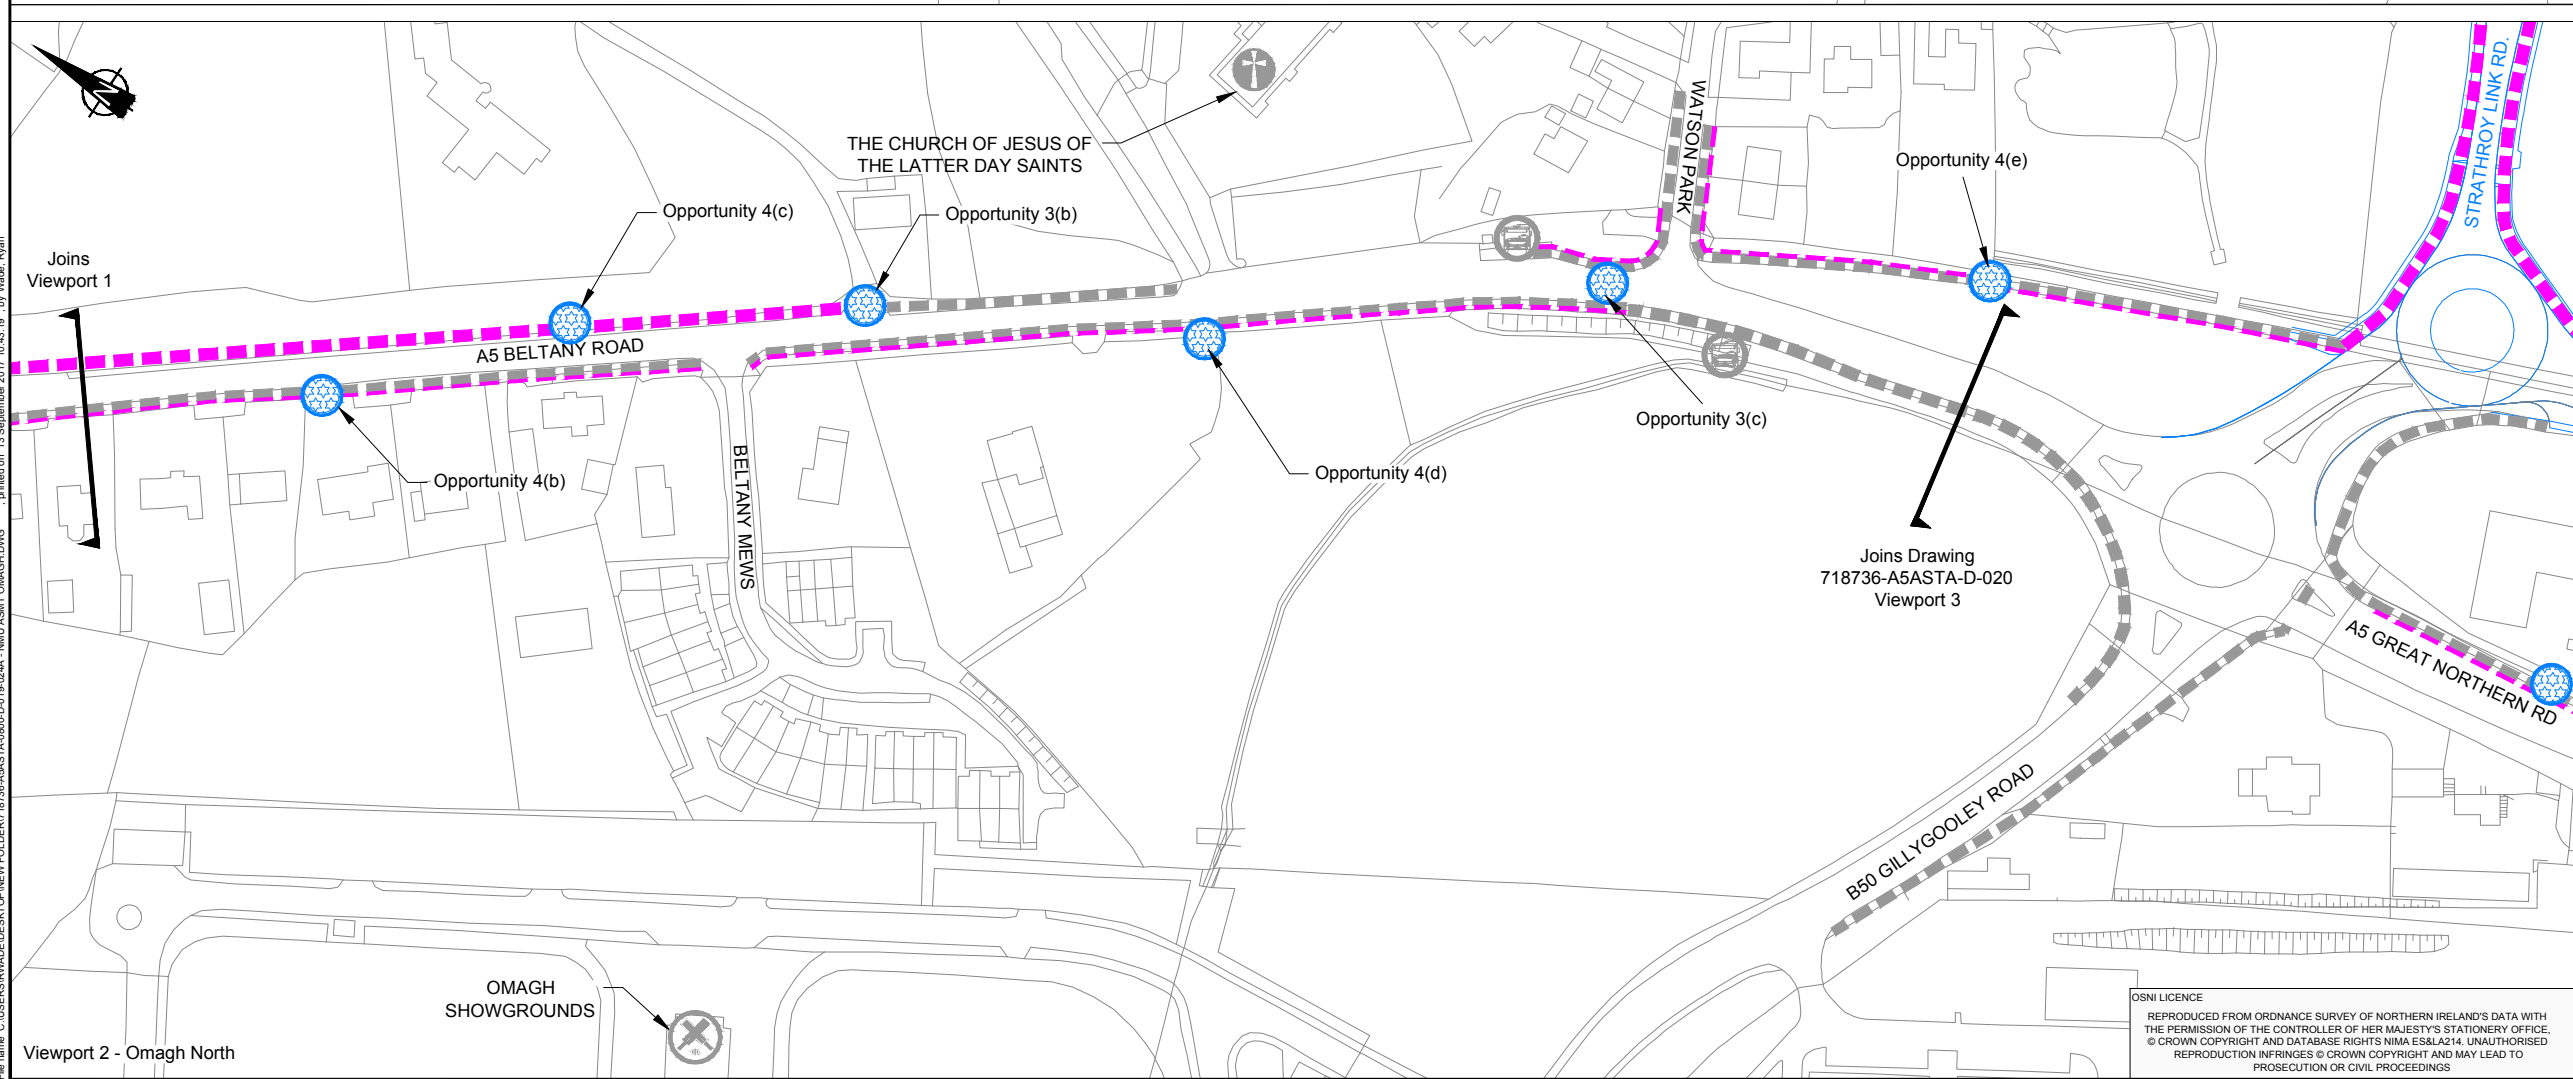 THE CHURCH OF JESUS OF
THE LATTER DAY SAINTS
WATSON PARK
STRATHROY LINK RD.
Opportunity 4(e)
Opportunity 4(c)
Opportunity 3(b)
Joins
Viewport 1
A5 BELTANY ROAD
Opportunity 3(c)
Opportunity 4(b)
Opportunity 4(d)
BELTANY MEWS
Joins Drawing
718736-A5ASTA-D-020
Viewport 3
A5 GREAT NORTHERN RD
B50 GILLYGOOLEY ROAD
OMAGH
SHOWGROUNDS
Viewport 2 - Omagh North
OSNI LICENCE
REPRODUCED FROM ORDNANCE SURVEY OF NORTHERN IRELAND'S DATA WITH
THE PERMISSION OF THE CONTROLLER OF HER MAJESTY'S STATIONERY OFFICE,
© CROWN COPYRIGHT AND DATABASE RIGHTS NIMA ES&LA214. UNAUTHORISED
REPRODUCTION INFRINGES © CROWN COPYRIGHT AND MAY LEAD TO
PROSECUTION OR CIVIL PROCEEDINGS